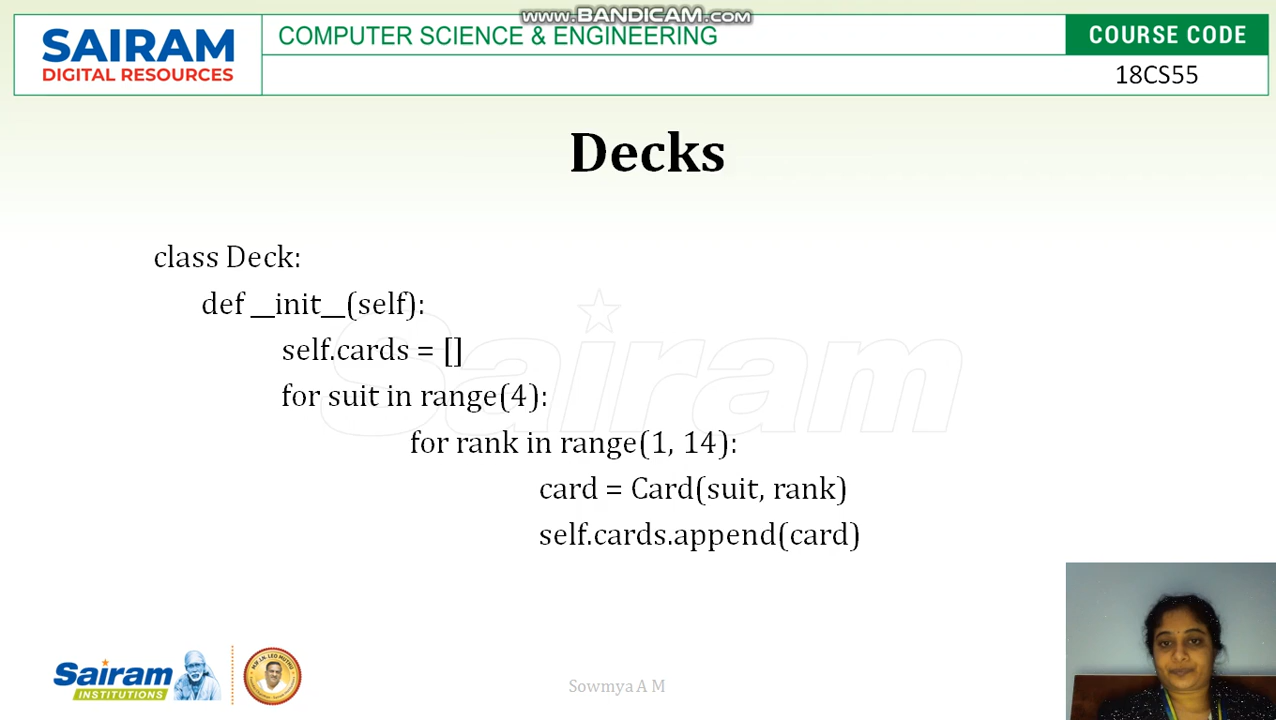 www.BANDICAM.com
SAIRAM
DIGITAL RESOURCES
COMPUTER SCIENCE & ENGINEERING
COURSE CODE
18CS55
Decks
class Deck:
def __init__(self):
self.cards = []
for suit in range(4):
for rank in range(1, 14):
card = Card(suit, rank)
self.cards.append(card)
Sairam
Sairam
INSTITUTIONS
Sowmya A M